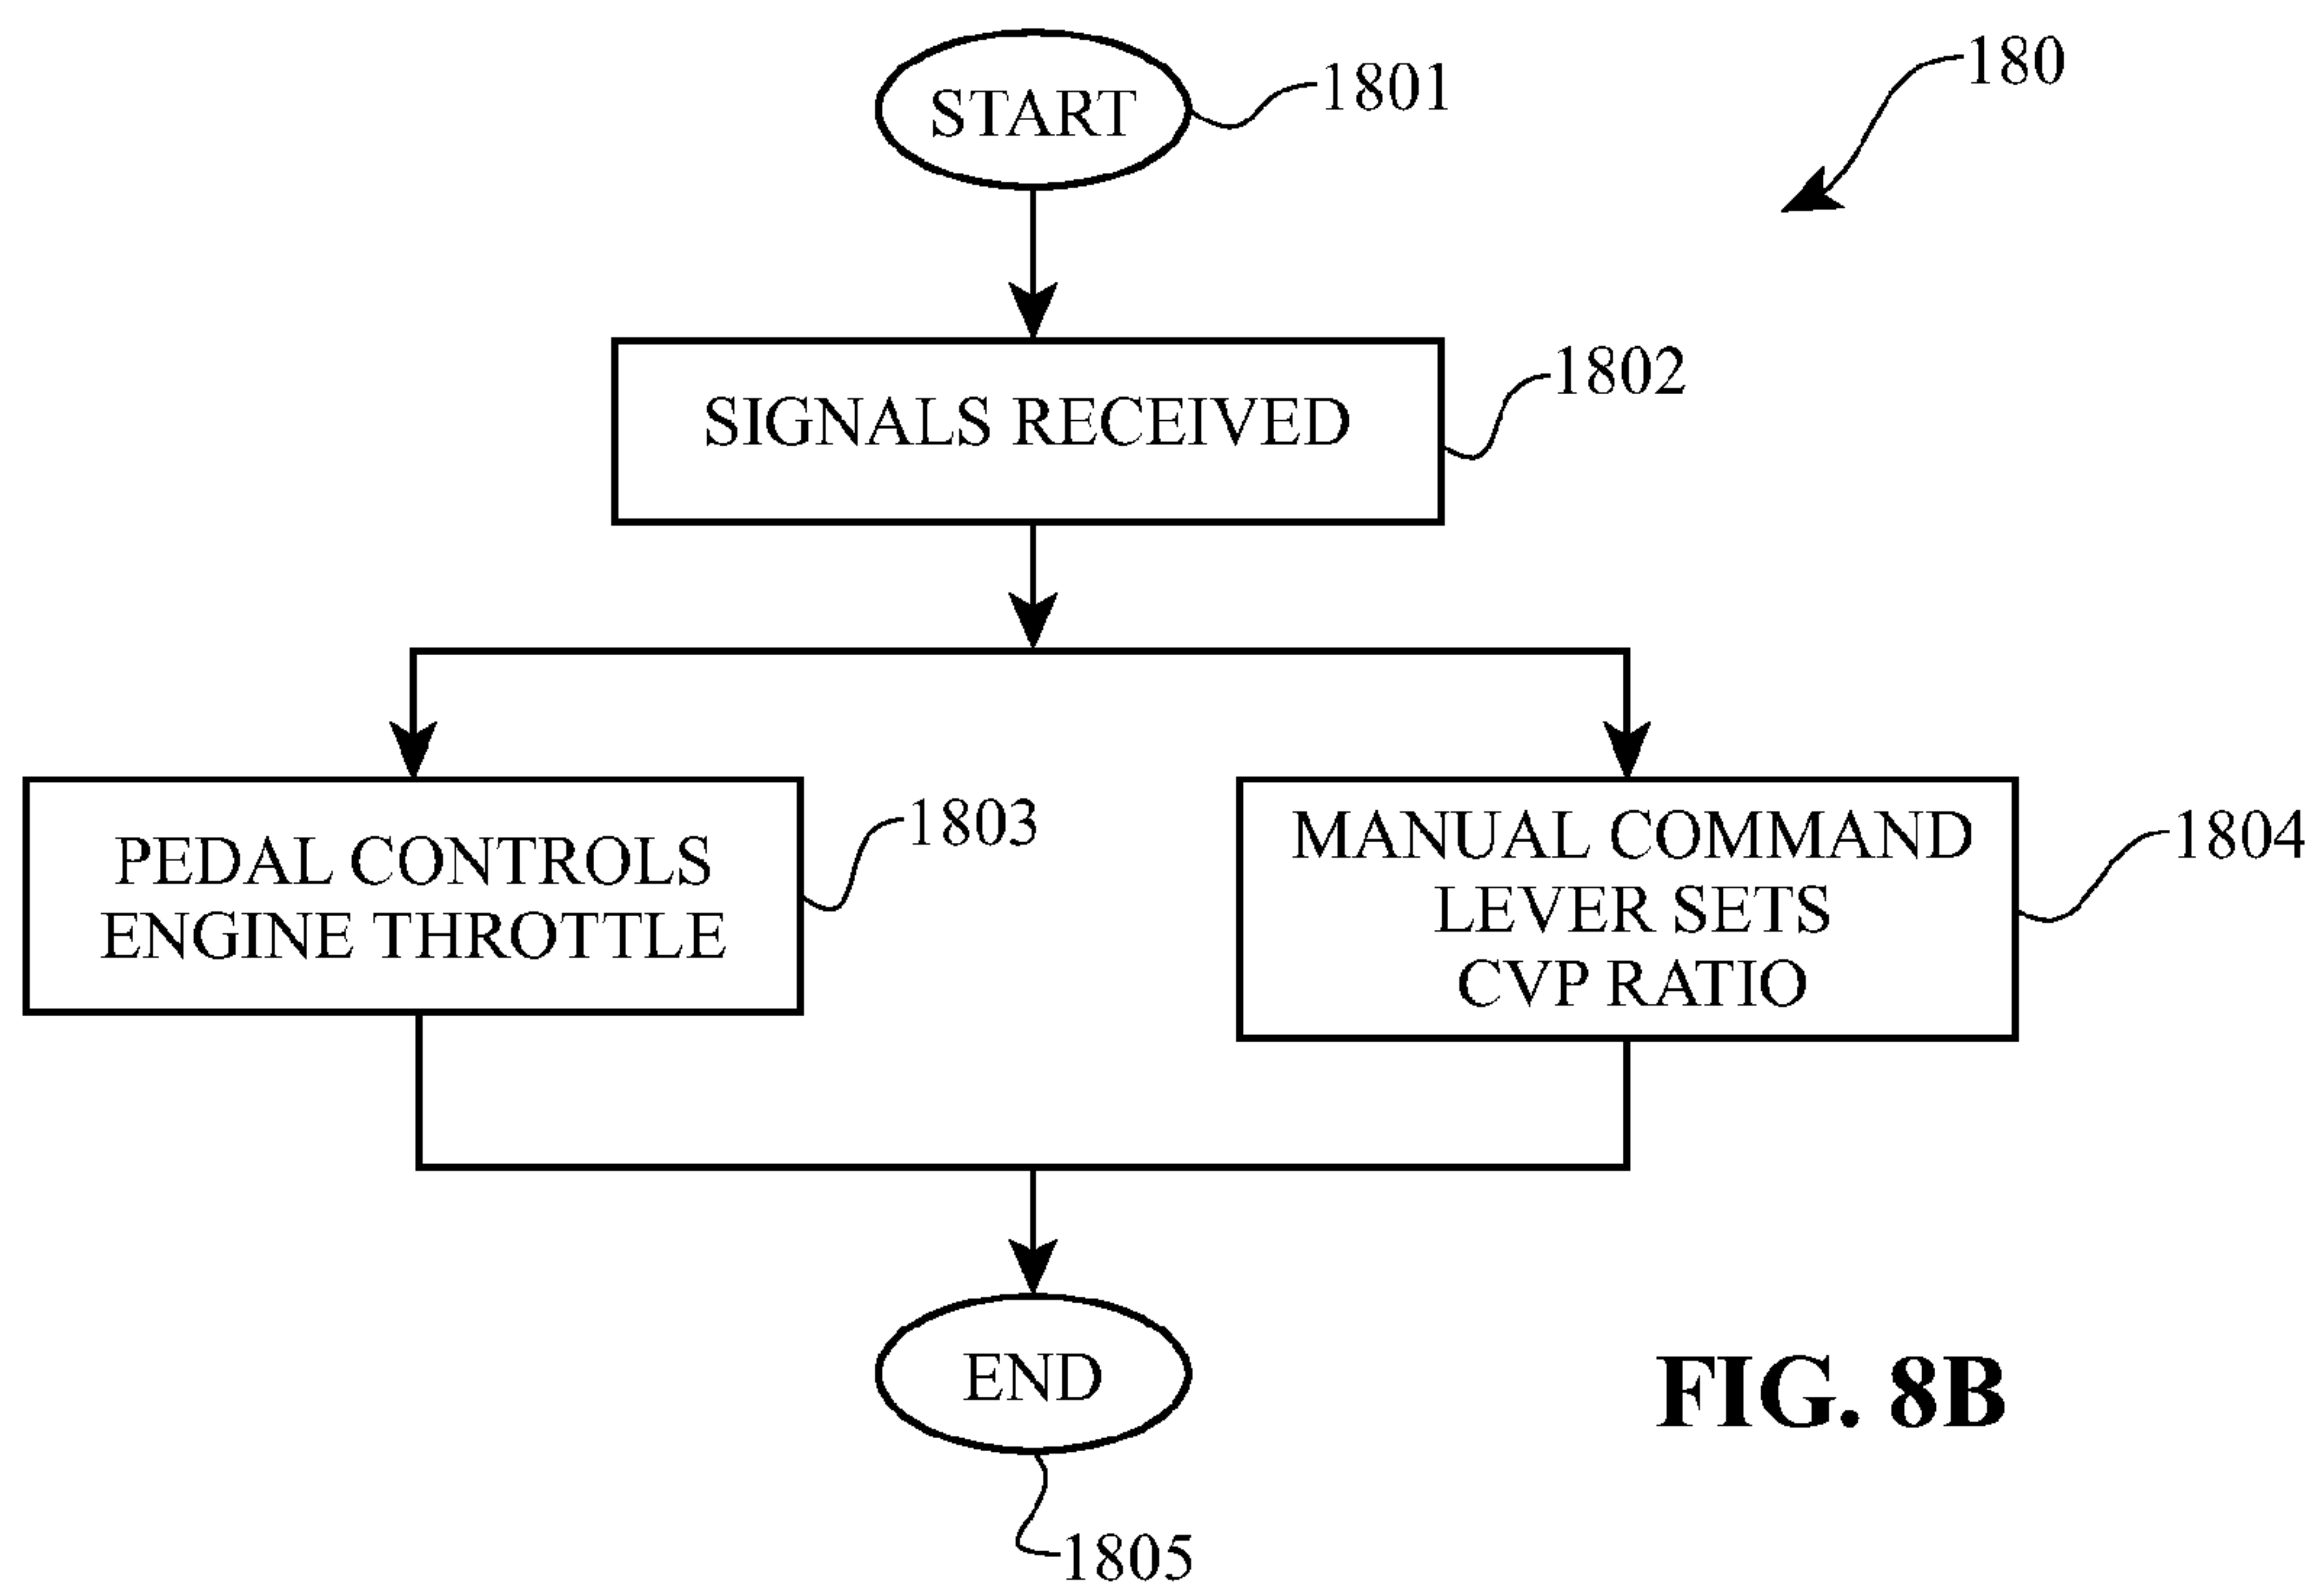 180
START
1801
SIGNALS RECEIVED
1802
PEDAL CONTROLS
ENGINE THROTTLE
1803
MANUAL COMMAND
LEVER SETS
CVP RATIO
1804
END
1805
FIG. 8B